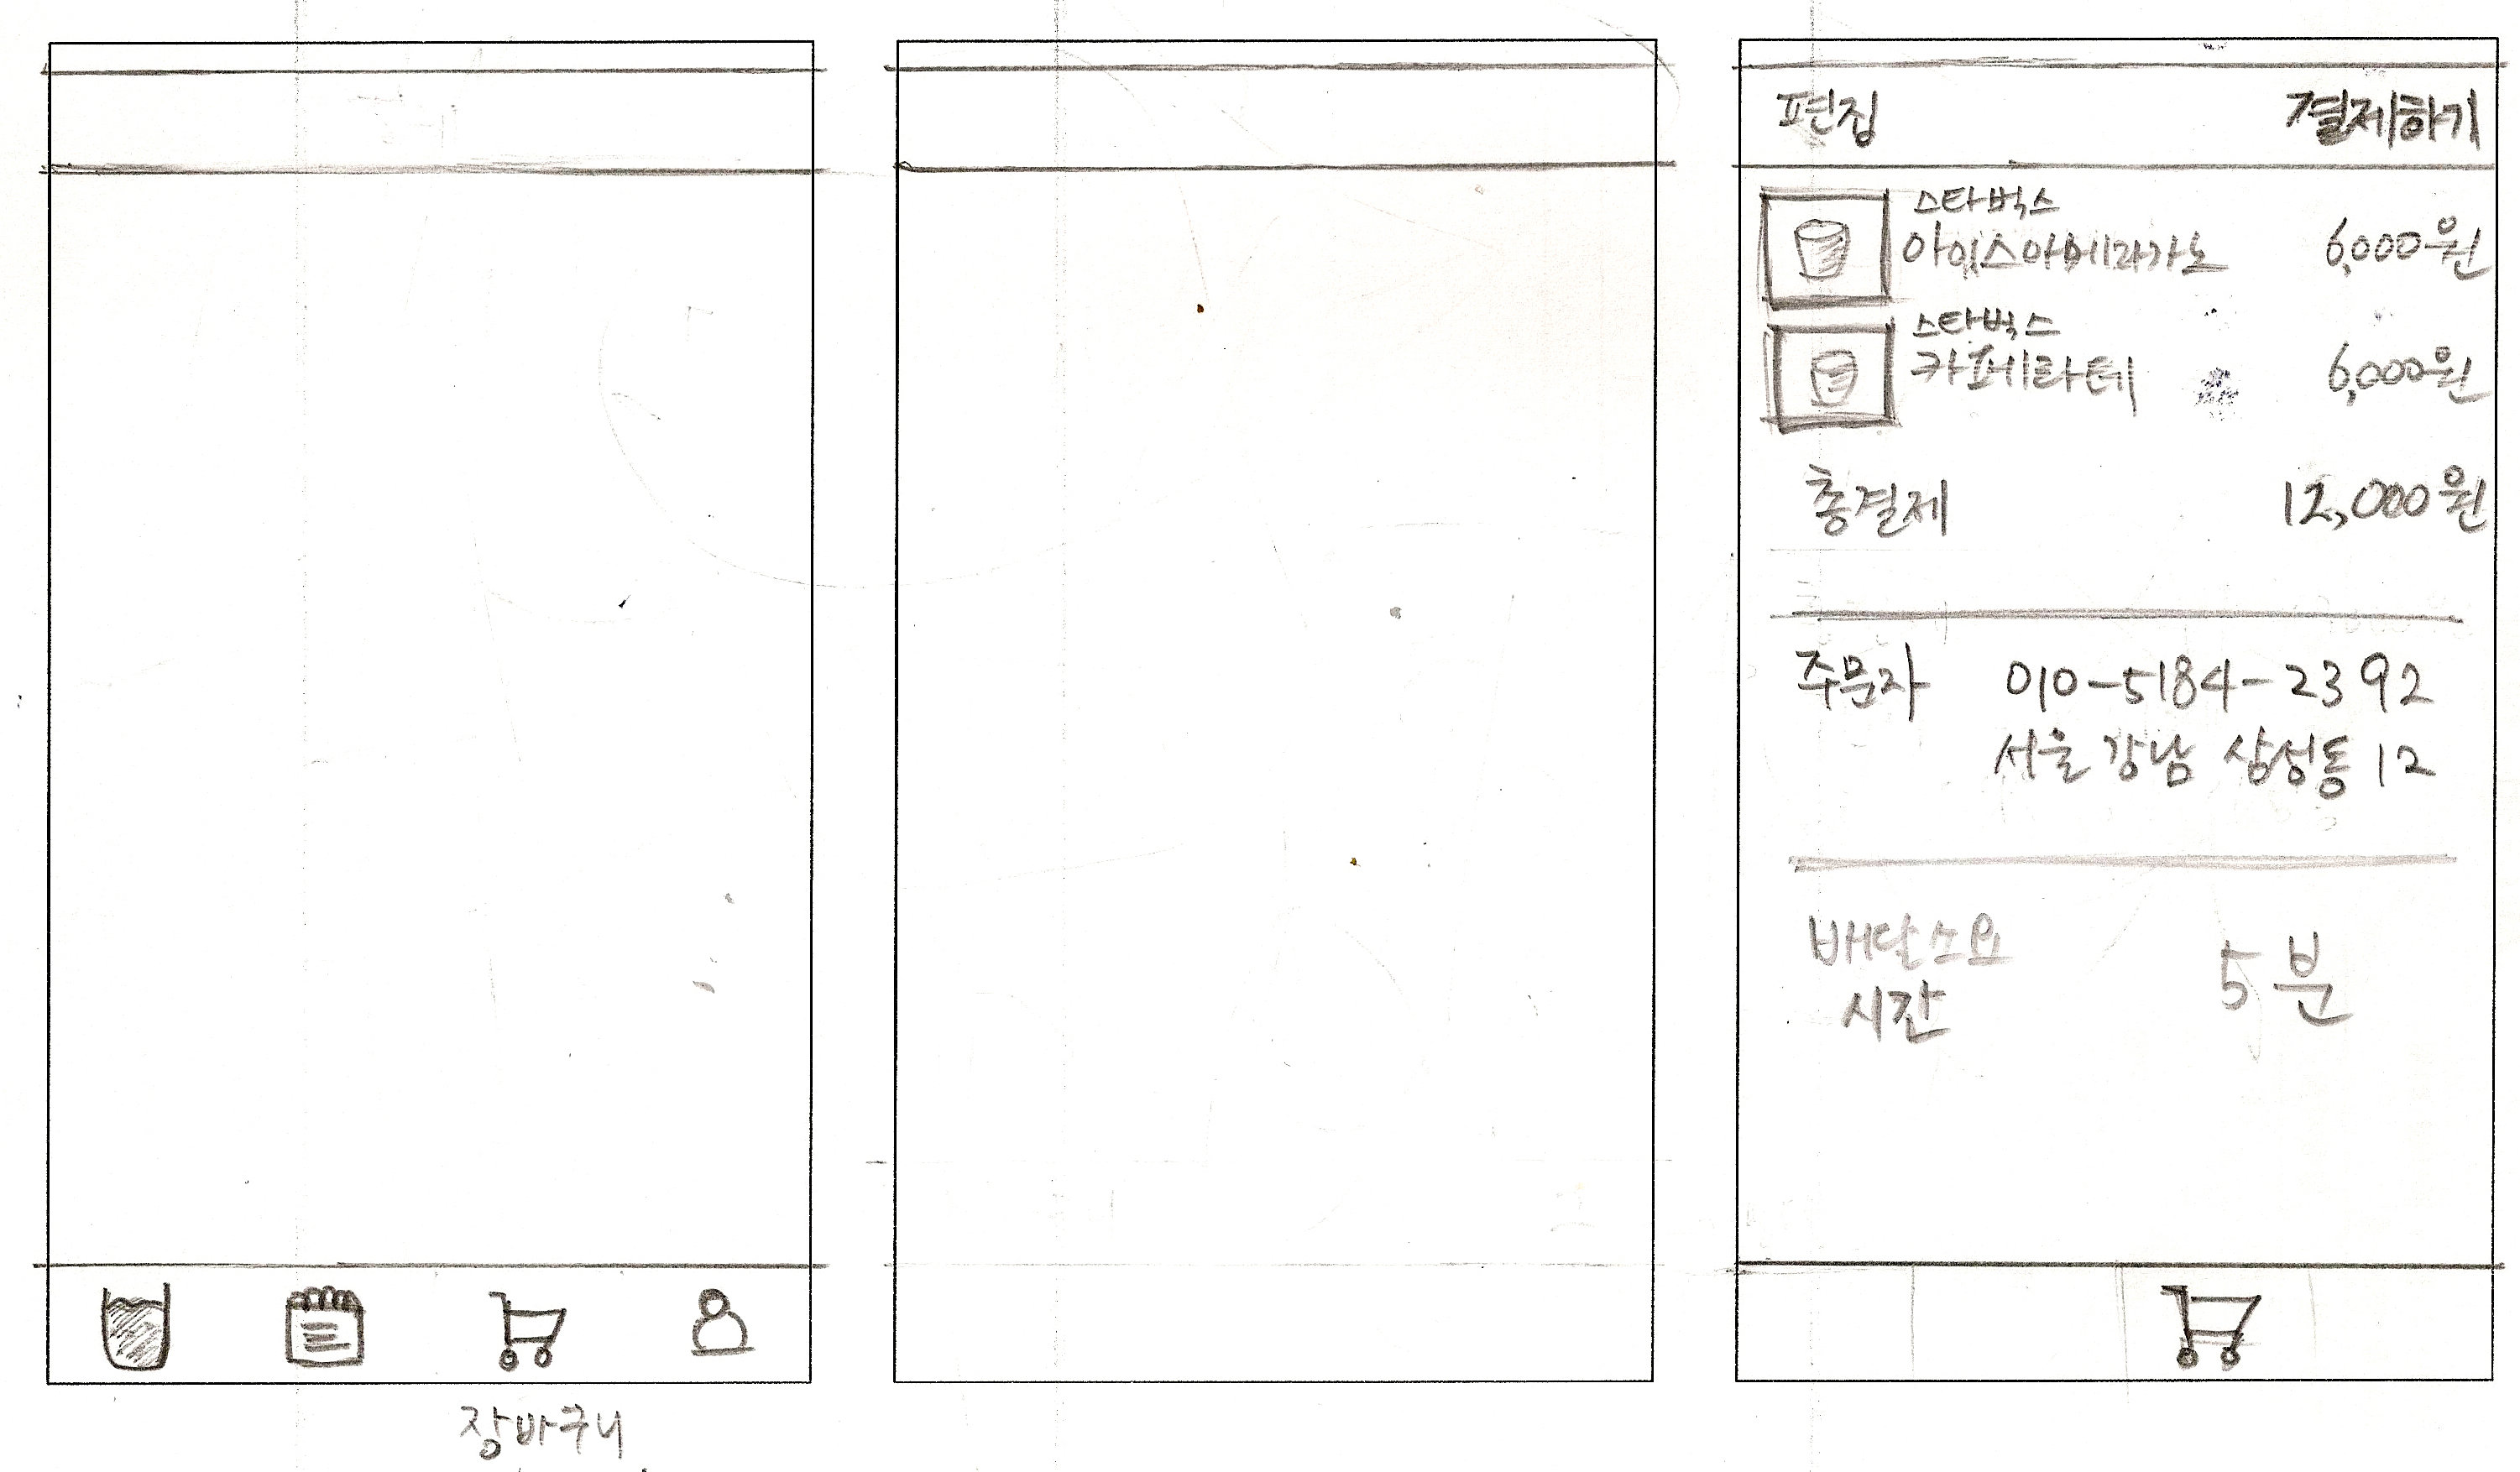 편집 결제하기
스타벅스
아이스아메리카노 6,000원
스타벅스
카페라테 6,000원
총결제 12,000원
주문자 010-5184-2392
서울 강남 삼성동 12
배달소요
시간 5분
장바구니